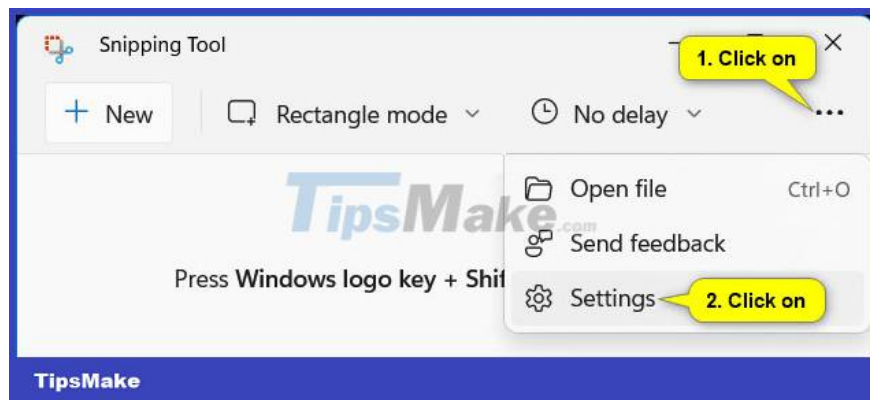 Snipping Tool
1. Click on
New
Rectangle mode
No delay
Open file
Ctrl+O
TipsMake.com
Send feedback
Press Windows logo key + Shif
Settings
2. Click on
TipsMake